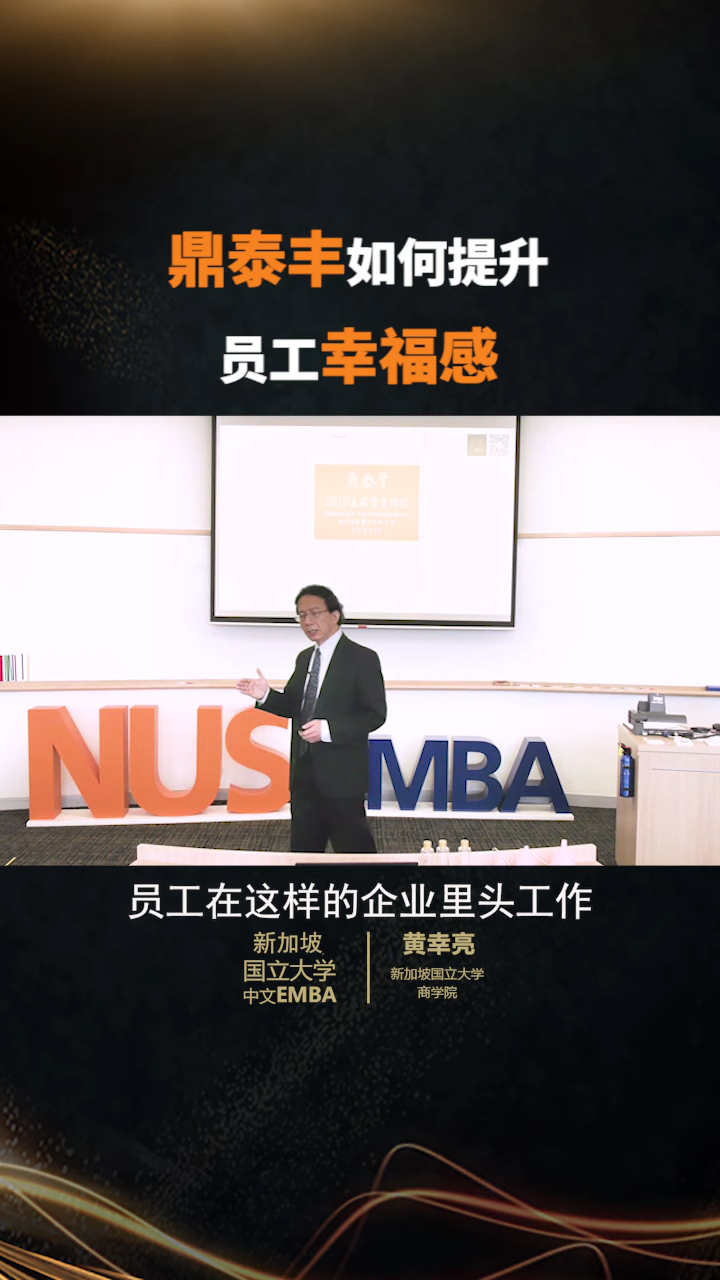 鼎泰丰如何提升
员工幸福感
NUS
EMBA
员工在这样的企业里头工作
新加坡
国立大学
中文EMBA
黄幸亮
新加坡国立大学
商学院